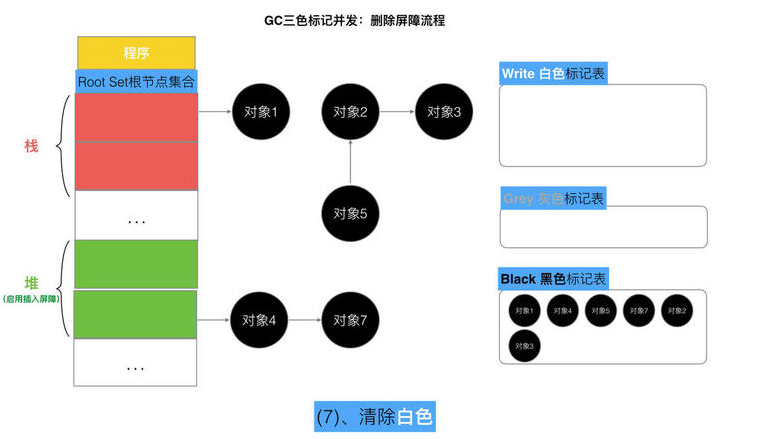 GC三色标记并发：删除屏障流程
程序
Root Set根节点集合
栈
...
堆
(启用插入屏障)
...
对象1
对象2
对象3
对象5
对象4
对象7
Write 白色标记表
Grey 灰色标记表
Black 黑色标记表
对象1 对象4 对象5 对象7 对象2
对象3
(7)、清除白色